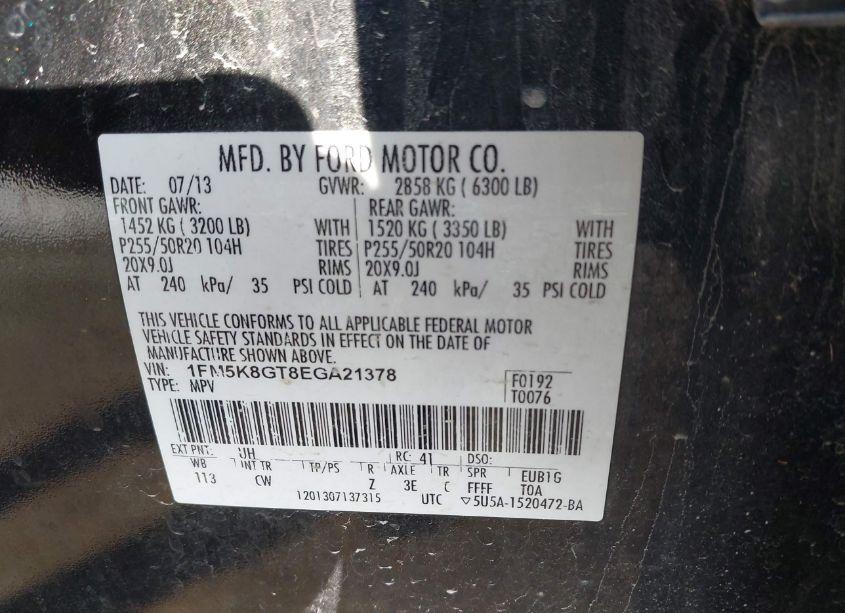 MFD. BY FORD MOTOR CO.
DATE: 07/13 GVWR: 2858 KG ( 6300 LB)
FRONT GAWR: REAR GAWR:
1452 KG ( 3200 LB) WITH 1520 KG ( 3350 LB) WITH
P255/50R20 104H TIRES P255/50R20 104H TIRES
20X9.0J RIMS 20X9.0J RIMS
AT 240 kPa/ 35 PSI COLD AT 240 kPa/ 35 PSI COLD
THIS VEHICLE CONFORMS TO ALL APPLICABLE FEDERAL MOTOR
VEHICLE SAFETY STANDARDS IN EFFECT ON THE DATE OF
MANUFACTURE SHOWN ABOVE.
VIN: 1FM5K8GT8EGA21378 F0192
TYPE: MPV T0076
EXT PNT: UH RC: 41 DSO:
WB INT TR TP/PS R AXLE TR SPR EUB1G
113 CW Z 3E C FFFF TOA
1201307137315 UTC ▽5U5A-1520472-BA